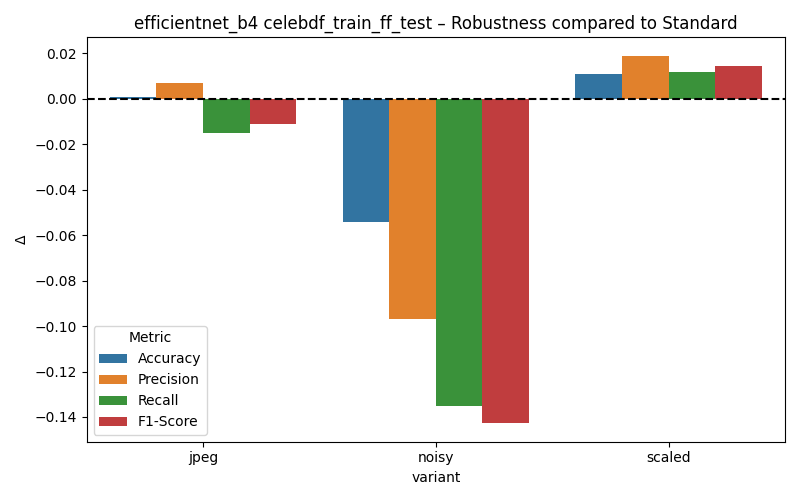 efficientnet_b4 celebdf_train_ff_test – Robustness compared to Standard
0.02
0.00
−0.02
−0.04
−0.06
−0.08
−0.10
−0.12
−0.14
Δ
Metric
Accuracy
Precision
Recall
F1-Score
jpeg noisy scaled
variant